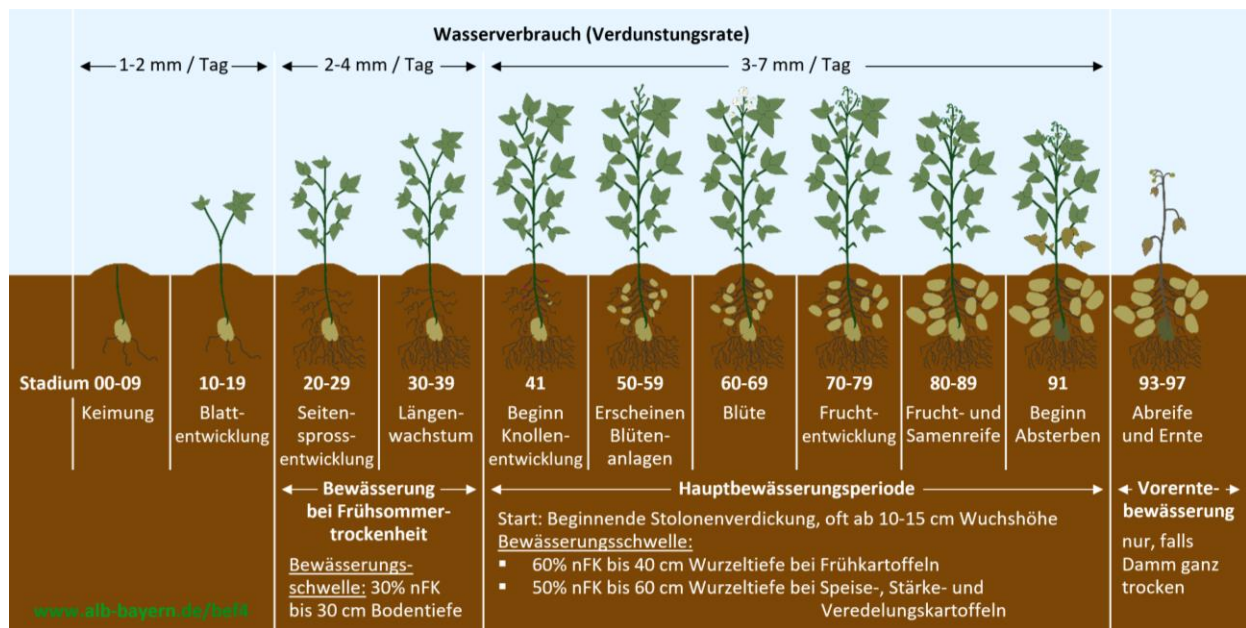 Wasserverbrauch (Verdunstungsrate)
1-2 mm / Tag
2-4 mm / Tag
3-7 mm / Tag
Stadium 00-09
Keimung
10-19
Blatt-
entwicklung
20-29
Seiten-
spross-
entwicklung
30-39
Längen-
wachstum
41
Beginn
Knollen-
entwicklung
50-59
Erscheinen
Blüten-
anlagen
60-69
Blüte
70-79
Frucht-
entwicklung
80-89
Frucht- und
Samenreife
91
Beginn
Absterben
93-97
Abreife
und Ernte
Bewässerung
bei Frühsommer-
trockenheit
Bewässerungs-
schwelle: 30% nFK
bis 30 cm Bodentiefe
Hauptbewässerungsperiode
Start: Beginnende Stolonenverdickung, oft ab 10-15 cm Wuchshöhe
Bewässerungsschwelle:
▪ 60% nFK bis 40 cm Wurzeltiefe bei Frühkartoffeln
▪ 50% nFK bis 60 cm Wurzeltiefe bei Speise-, Stärke- und
Veredelungskartoffeln
Vorernte-
bewässerung
nur, falls
Damm ganz
trocken
www.alb-bayern.de/bef4